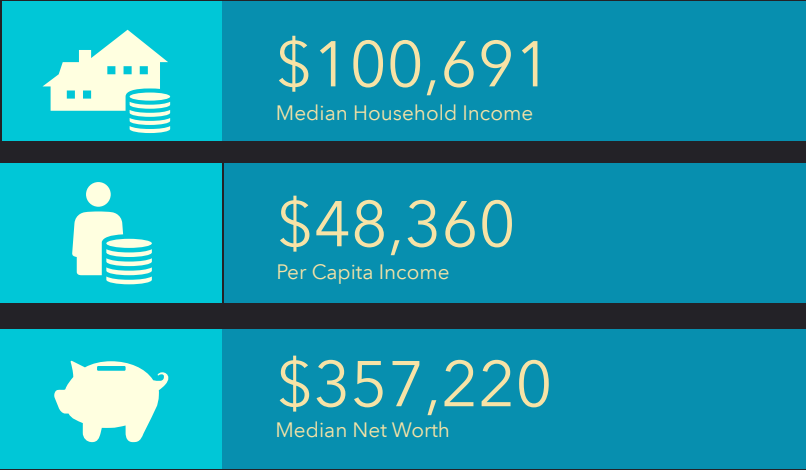 $100,691
Median Household Income
$48,360
Per Capita Income
$357,220
Median Net Worth